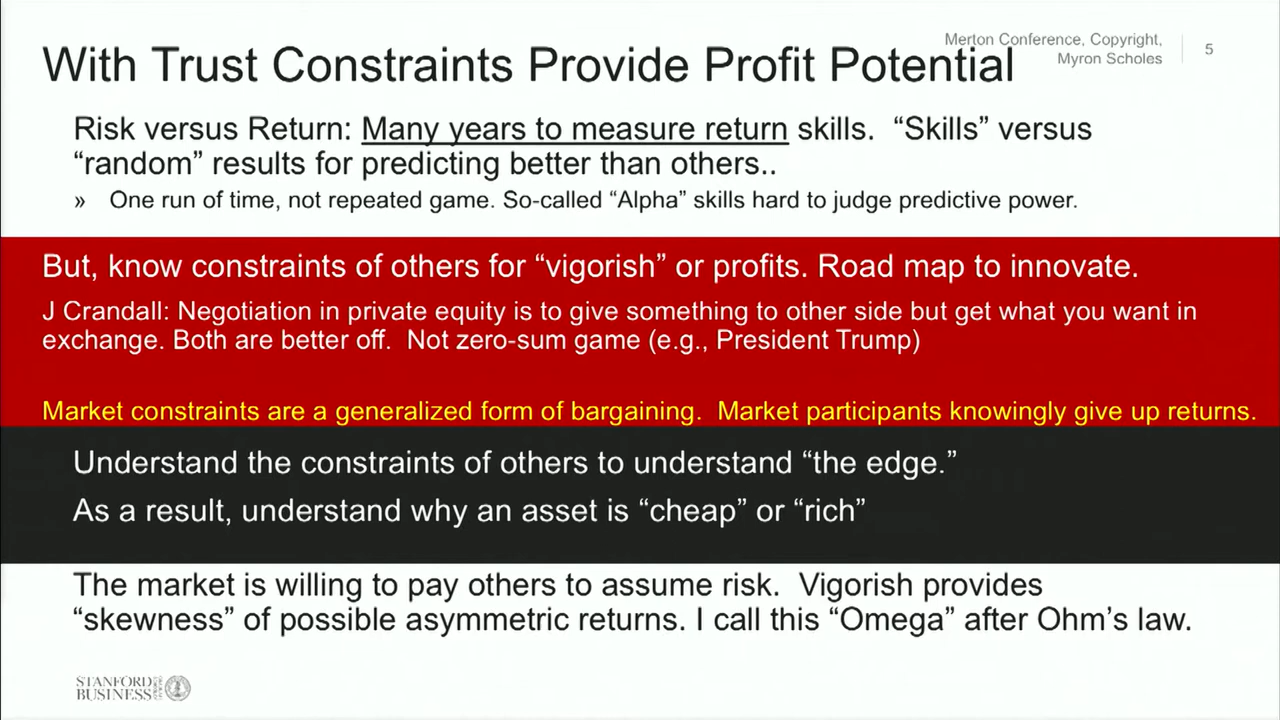 Merton Conference, Copyright,
Myron Scholes
5
With Trust Constraints Provide Profit Potential
Risk versus Return: Many years to measure return skills.  “Skills” versus
“random” results for predicting better than others..
» One run of time, not repeated game. So-called “Alpha” skills hard to judge predictive power.
But, know constraints of others for “vigorish” or profits. Road map to innovate.
J Crandall: Negotiation in private equity is to give something to other side but get what you want in
exchange. Both are better off.  Not zero-sum game (e.g., President Trump)
Market constraints are a generalized form of bargaining.  Market participants knowingly give up returns.
Understand the constraints of others to understand “the edge.”
As a result, understand why an asset is “cheap” or “rich”
The market is willing to pay others to assume risk.  Vigorish provides
“skewness” of possible asymmetric returns. I call this “Omega” after Ohm’s law.
STANFORD
BUSINESS